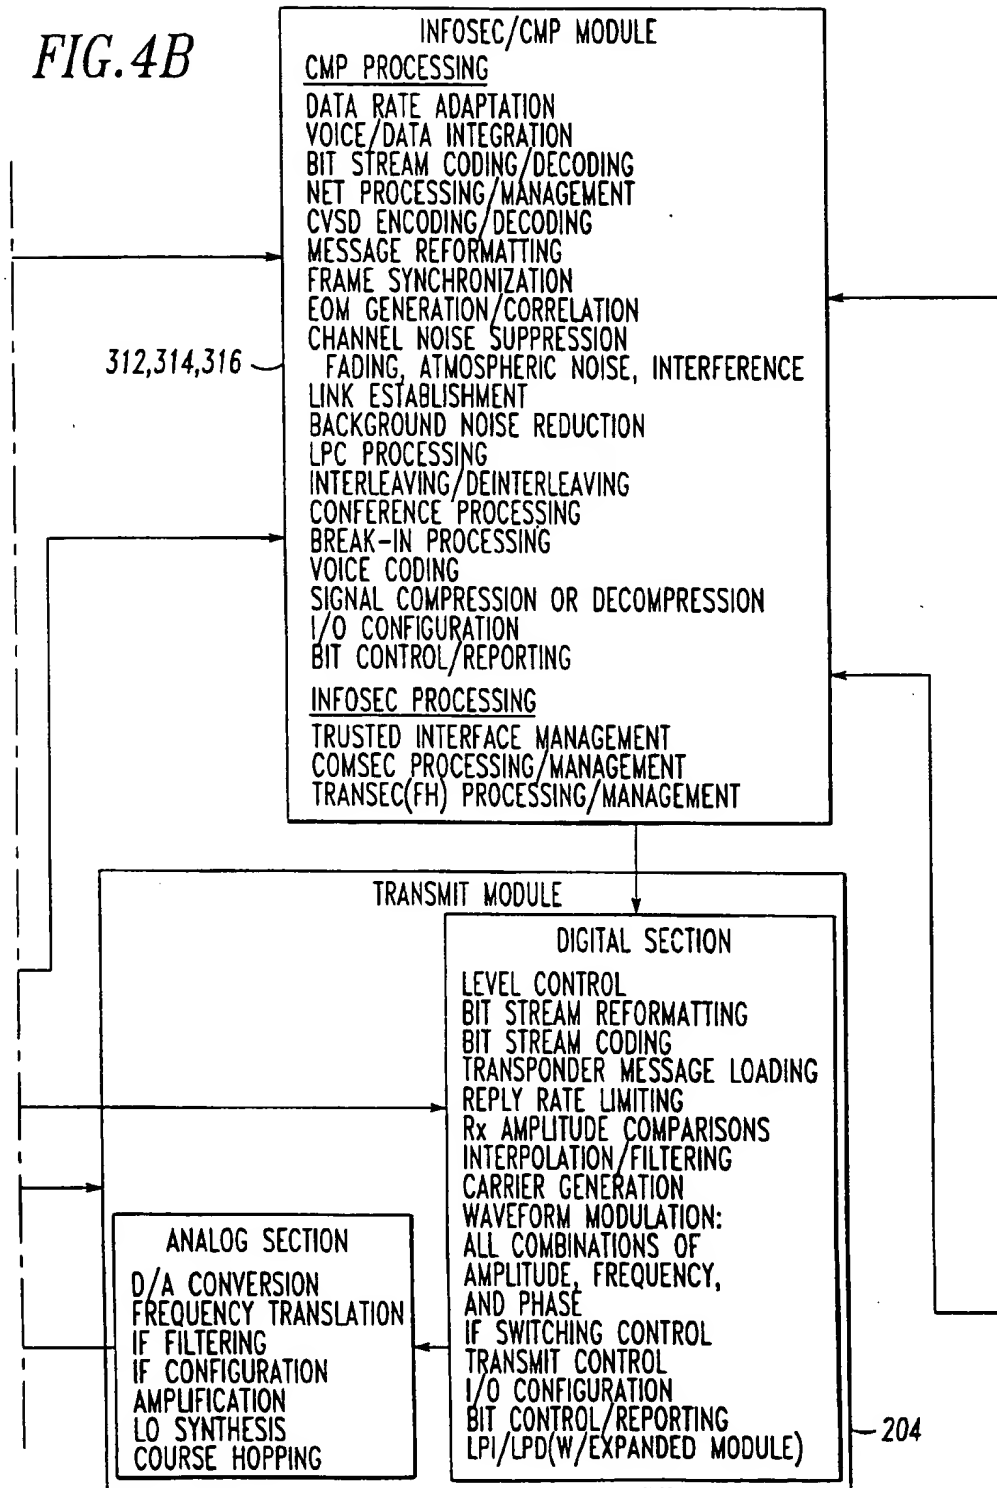 FIG.4B
INFOSEC/CMP MODULE
CMP PROCESSING
DATA RATE ADAPTATION
VOICE/DATA INTEGRATION
BIT STREAM CODING/DECODING
NET PROCESSING/MANAGEMENT
CVSD ENCODING/DECODING
MESSAGE REFORMATTING
FRAME SYNCHRONIZATION
EOM GENERATION/CORRELATION
CHANNEL NOISE SUPPRESSION
FADING, ATMOSPHERIC NOISE, INTERFERENCE
LINK ESTABLISHMENT
BACKGROUND NOISE REDUCTION
LPC PROCESSING
INTERLEAVING/DEINTERLEAVING
CONFERENCE PROCESSING
BREAK-IN PROCESSING
VOICE CODING
SIGNAL COMPRESSION OR DECOMPRESSION
I/O CONFIGURATION
BIT CONTROL/REPORTING
INFOSEC PROCESSING
TRUSTED INTERFACE MANAGEMENT
COMSEC PROCESSING/MANAGEMENT
TRANSEC(FH) PROCESSING/MANAGEMENT
312,314,316
TRANSMIT MODULE
DIGITAL SECTION
LEVEL CONTROL
BIT STREAM REFORMATTING
BIT STREAM CODING
TRANSPONDER MESSAGE LOADING
REPLY RATE LIMITING
Rx AMPLITUDE COMPARISONS
INTERPOLATION/FILTERING
CARRIER GENERATION
WAVEFORM MODULATION:
ALL COMBINATIONS OF
AMPLITUDE, FREQUENCY,
AND PHASE
IF SWITCHING CONTROL
TRANSMIT CONTROL
I/O CONFIGURATION
BIT CONTROL/REPORTING
LPI/LPD(W/EXPANDED MODULE)
ANALOG SECTION
D/A CONVERSION
FREQUENCY TRANSLATION
IF FILTERING
IF CONFIGURATION
AMPLIFICATION
LO SYNTHESIS
COURSE HOPPING
204